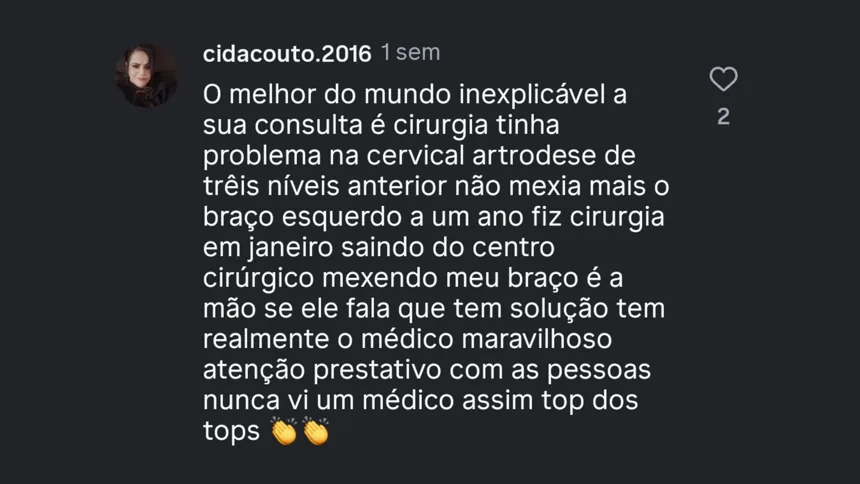 cidacouto.2016 1 sem
O melhor do mundo inexplicável a
sua consulta é cirurgia tinha
problema na cervical artrodese de
trêis níveis anterior não mexia mais o
braço esquerdo a um ano fiz cirurgia
em janeiro saindo do centro
cirúrgico mexendo meu braço é a
mão se ele fala que tem solução tem
realmente o médico maravilhoso
atenção prestativo com as pessoas
nunca vi um médico assim top dos
tops 👏👏
2